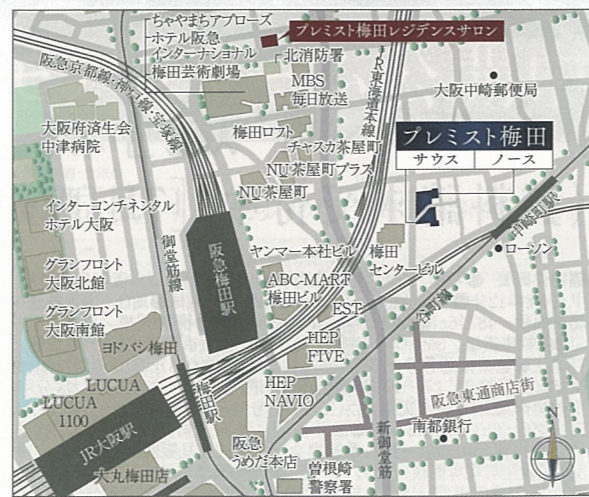 ちゃやまちアプローズ
ホテル阪急
インターナショナル
梅田芸術劇場
プレミスト梅田レジデンスサロン
北消防署
MBS
毎日放送
阪急京都線・神戸線・宝塚線
JR東海道本線
大阪中崎郵便局
大阪府済生会
中津病院
梅田ロフト
チャスカ茶屋町
NU茶屋町プラス
NU茶屋町
プレミスト梅田
サウス
ノース
中崎町駅
インターコンチネンタル
ホテル大阪
御堂筋線
阪急梅田駅
ヤンマー本社ビル
梅田
センタービル
ローソン
グランフロント
大阪北館
ABC-MART
梅田ビル
EST
谷町線
グランフロント
大阪南館
ヨドバシ梅田
HEP
FIVE
LUCUA
LUCUA
1100
梅田駅
HEP
NAVIO
阪急東通商店街
JR大阪駅
大丸梅田店
阪急
うめだ本店
新御堂筋
南都銀行
曽根崎
警察署
N